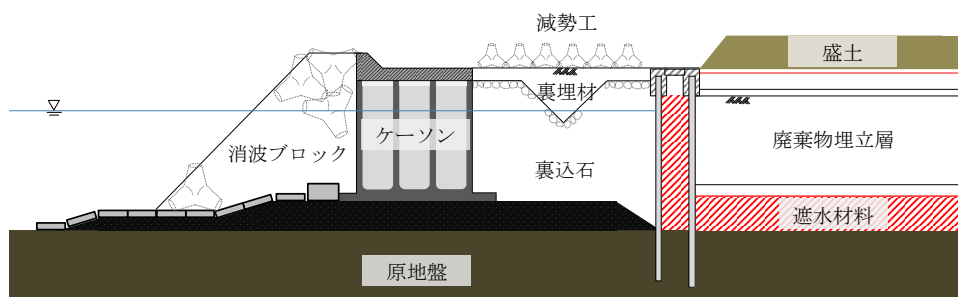 減勢工
盛土
裏埋材
ケーソン
消波ブロック
廃棄物埋立層
裏込石
遮水材料
原地盤